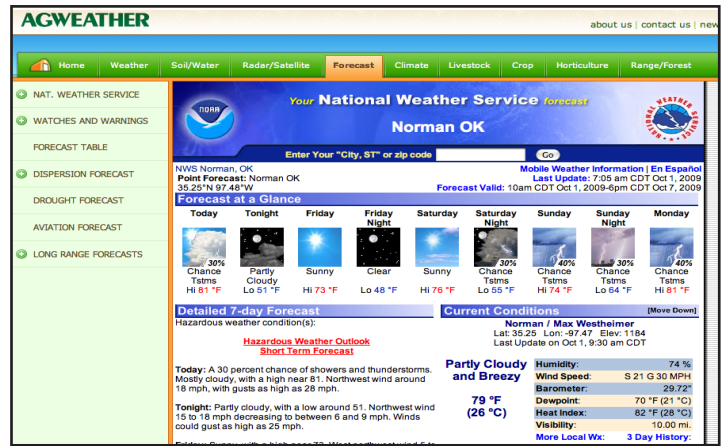 AGWEATHER
about us | contact us | new
Home Weather Soil/Water Radar/Satellite Forecast Climate Livestock Crop Horticulture Range/Forest
NAT. WEATHER SERVICE
WATCHES AND WARNINGS
FORECAST TABLE
DISPERSION FORECAST
DROUGHT FORECAST
AVIATION FORECAST
LONG RANGE FORECASTS
NOAA
Your National Weather Service forecast
Norman OK
NATIONAL WEATHER SERVICE
Enter Your "City, ST" or zip code Go
NWS Norman, OK
Point Forecast: Norman OK
35.25°N 97.48°W
Mobile Weather Information | En Español
Last Update: 7:05 am CDT Oct 1, 2009
Forecast Valid: 10am CDT Oct 1, 2009-6pm CDT Oct 7, 2009
Forecast at a Glance
Today Tonight Friday Friday Night Saturday Saturday Night Sunday Sunday Night Monday
30% 30% 40% 40% 40%
Chance Tstms Partly Cloudy Sunny Clear Sunny Chance Tstms Chance Tstms Chance Tstms Chance Tstms
Hi 81 °F Lo 51 °F Hi 73 °F Lo 48 °F Hi 76 °F Lo 55 °F Hi 74 °F Lo 64 °F Hi 81 °F
Detailed 7-day Forecast
Hazardous weather condition(s):
Hazardous Weather Outlook
Short Term Forecast
Today: A 30 percent chance of showers and thunderstorms.
Mostly cloudy, with a high near 81. Northwest wind around
18 mph, with gusts as high as 28 mph.
Tonight: Partly cloudy, with a low around 51. Northwest wind
15 to 18 mph decreasing to between 6 and 9 mph. Winds
could gust as high as 25 mph.
Current Conditions [Move Down]
Norman / Max Westheimer
Lat: 35.25 Lon: -97.47 Elev: 1184
Last Update on Oct 1, 9:30 am CDT
Partly Cloudy
and Breezy
79 °F
(26 °C)
Humidity: 74 %
Wind Speed: S 21 G 30 MPH
Barometer: 29.72"
Dewpoint: 70 °F (21 °C)
Heat Index: 82 °F (28 °C)
Visibility: 10.00 mi.
More Local Wx: 3 Day History: